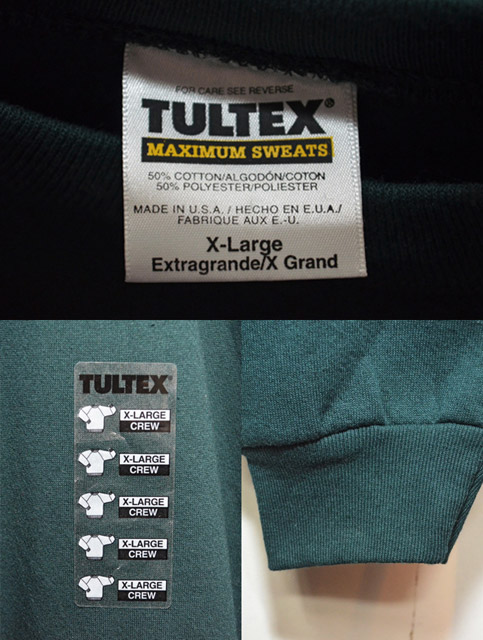 FOR CARE SEE REVERSE
TULTEX®
MAXIMUM SWEATS
50% COTTON/ALGODÓN/COTON
50% POLYESTER/POLIESTER
MADE IN U.S.A. / HECHO EN E.U.A./
FABRIQUE AUX E.-U.
X-Large
Extragrande/X Grand
TULTEX®
X-LARGE
CREW
X-LARGE
CREW
X-LARGE
CREW
X-LARGE
CREW
X-LARGE
CREW